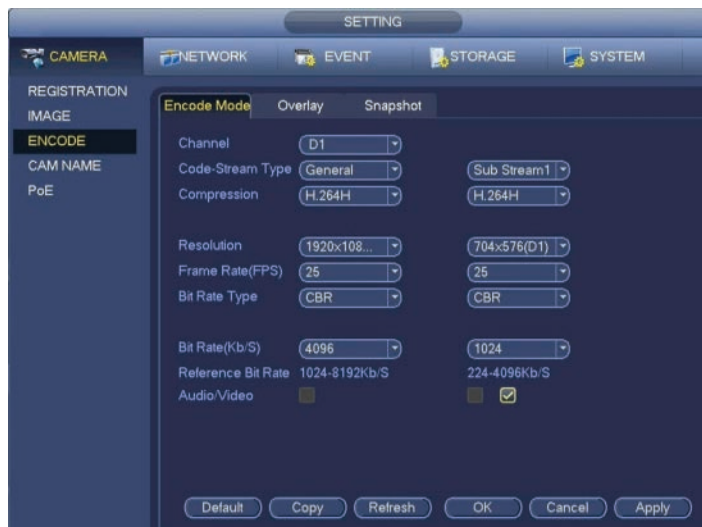 SETTING
CAMERA NETWORK EVENT STORAGE SYSTEM
REGISTRATION
IMAGE
ENCODE
CAM NAME
PoE
Encode Mode Overlay Snapshot
Channel D1
Code-Stream Type General Sub Stream1
Compression H.264H H.264H
Resolution 1920x108... 704x576(D1)
Frame Rate(FPS) 25 25
Bit Rate Type CBR CBR
Bit Rate(Kb/S) 4096 1024
Reference Bit Rate 1024-8192Kb/S 224-4096Kb/S
Audio/Video
Default Copy Refresh OK Cancel Apply